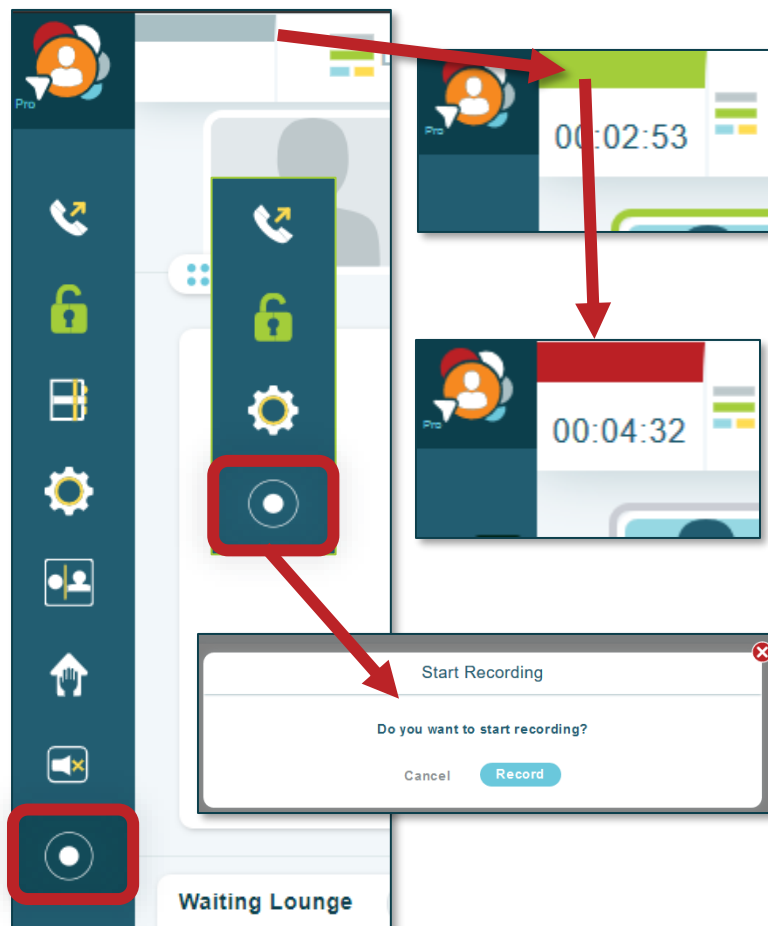 Pro
Pro
00:02:53
Pro
00:04:32
Start Recording
Do you want to start recording?
Cancel Record
Waiting Lounge